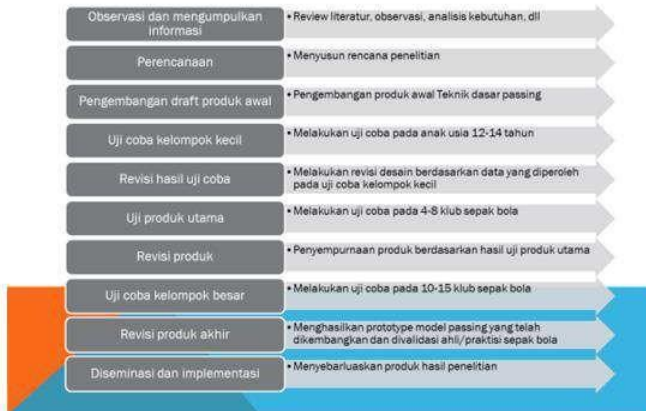 Observasi dan mengumpulkan
informasi
• Review literatur, observasi, analisis kebutuhan, dll
Perencanaan
• Menyusun rencana penelitian
Pengembangan draft produk awal
• Pengembangan produk awal Teknik dasar passing
Uji coba kelompok kecil
• Melakukan uji coba pada anak usia 12-14 tahun
Revisi hasil uji coba
• Melakukan revisi desain berdasarkan data yang diperoleh
pada uji coba kelompok kecil
Uji produk utama
• Melakukan uji coba pada 4-8 klub sepak bola
Revisi produk
• Penyempurnaan produk berdasarkan hasil uji produk utama
Uji coba kelompok besar
• Melakukan uji coba pada 10-15 klub sepak bola
Revisi produk akhir
• Menghasilkan prototype model passing yang telah
dikembangkan dan divalidasi ahli/praktisi sepak bola
Diseminasi dan implementasi
• Menyebarluaskan produk hasil penelitian